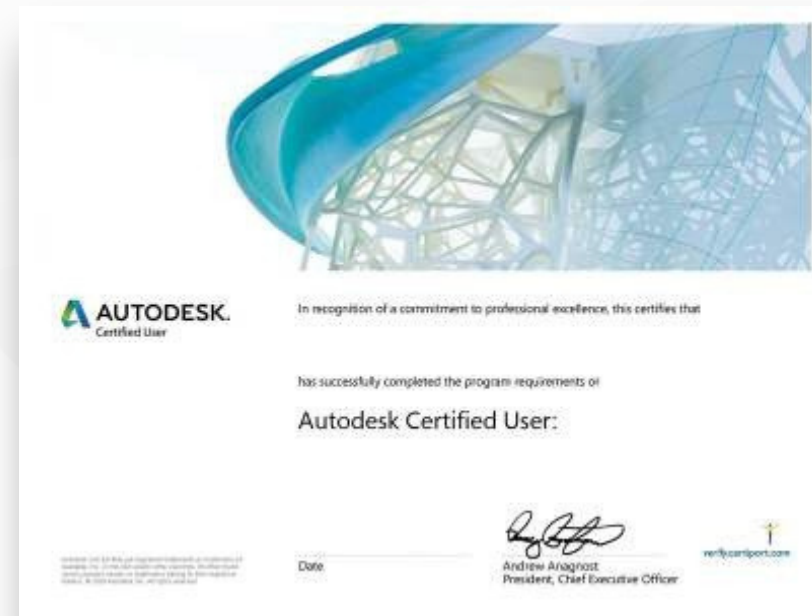 AUTODESK.
Certified User
In recognition of a commitment to professional excellence, this certifies that
has successfully completed the program requirements of
Autodesk Certified User:
Date
Andrew Anagnost
President, Chief Executive Officer
verify.certiport.com